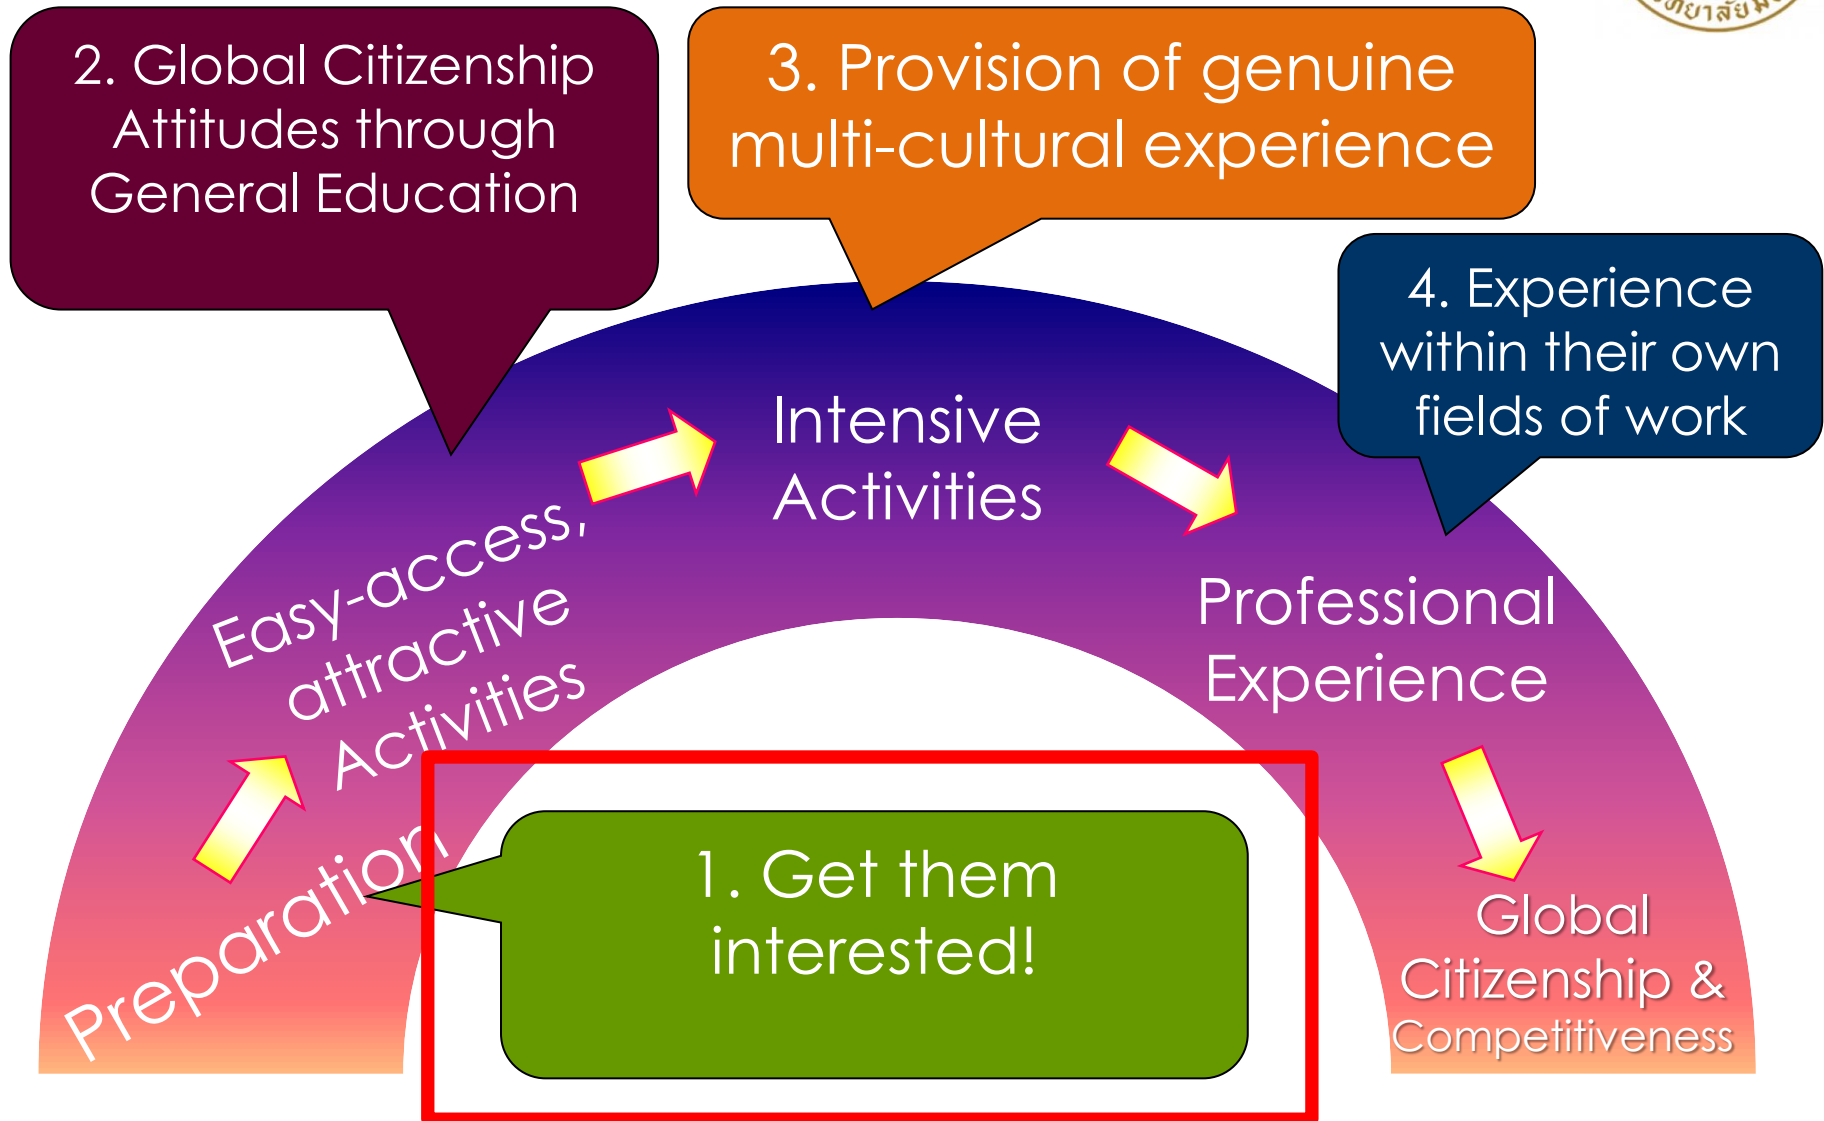 2. Global Citizenship
Attitudes through
General Education
3. Provision of genuine
multi-cultural experience
4. Experience
within their own
fields of work
Intensive
Activities
Easy-access,
attractive
Activities
Professional
Experience
Preparation
1. Get them
interested!
Global
Citizenship &
Competitiveness